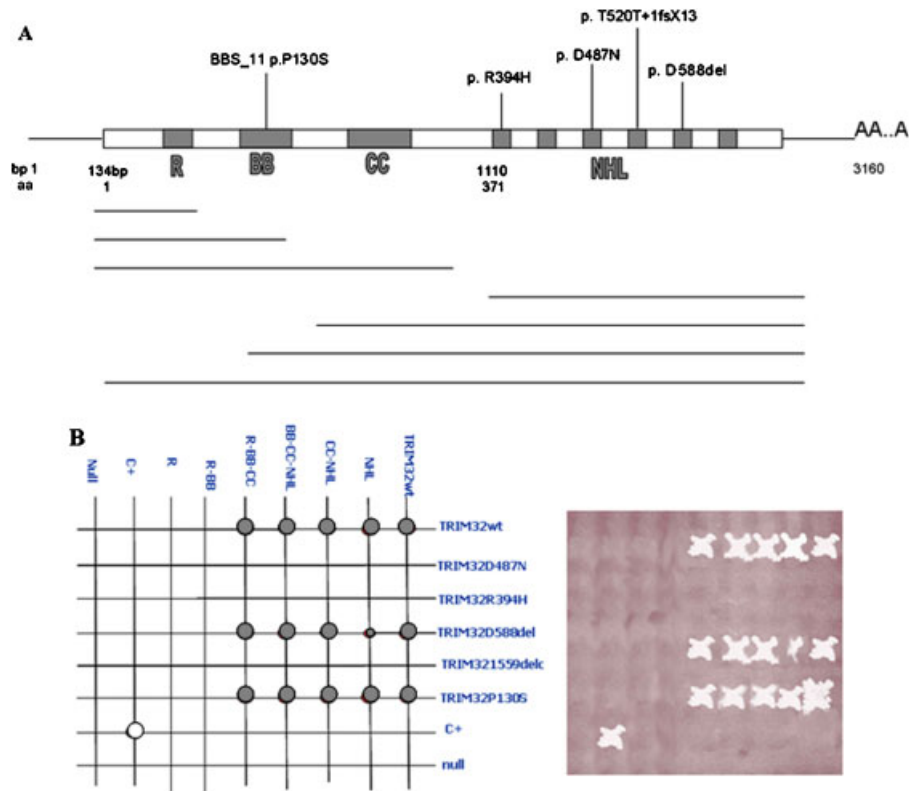 A
p. T520T+1fsX13
BBS_11 p.P130S
p. D487N
p. R394H
p. D588del
AA..A
R
BB
CC
NHL
bp 1
aa
134bp
1
1110
371
3160
B
Null
C+
R
R-BB
R-BB-CC
BB-CC-NHL
CC-NHL
NHL
TRIM32wt
TRIM32wt
TRIM32D487N
TRIM32R394H
TRIM32D588del
TRIM321559delc
TRIM32P130S
C+
null